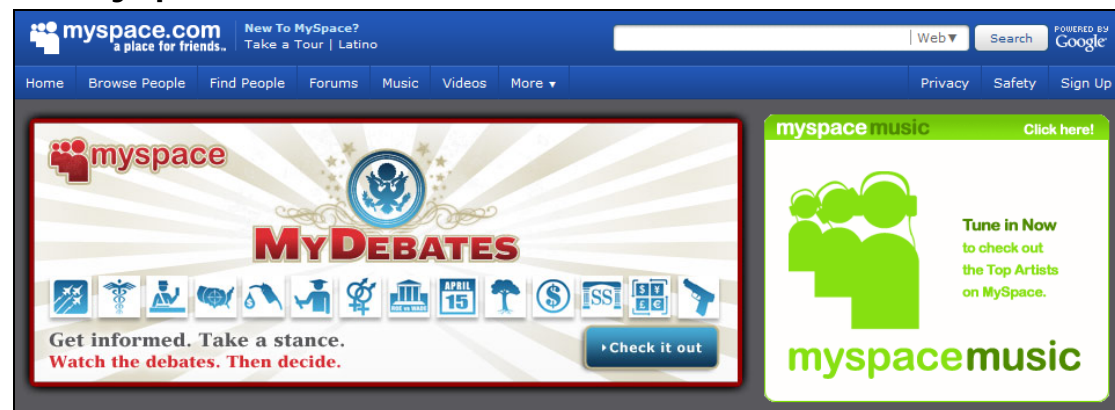 myspace.com
a place for friends.
New To MySpace?
Take a Tour | Latino
Web▼
Search
POWERED BY
Google
Home Browse People Find People Forums Music Videos More ▾ Privacy Safety Sign Up
myspace
MYDEBATES
APRIL
15
ROE vs WADE
$
SS
$ ¥
£ €
Get informed. Take a stance.
Watch the debates. Then decide.
Check it out
myspacemusic Click here!
Tune in Now
to check out
the Top Artists
on MySpace.
myspacemusic